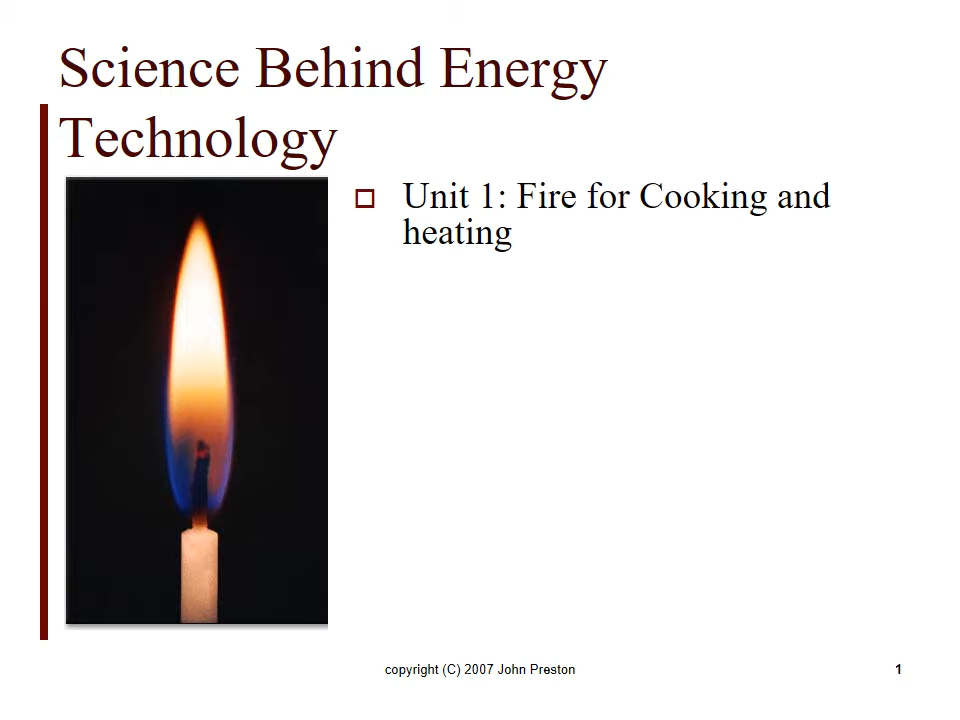 Science Behind Energy
Technology
Unit 1: Fire for Cooking and
heating
copyright (C) 2007 John Preston
1